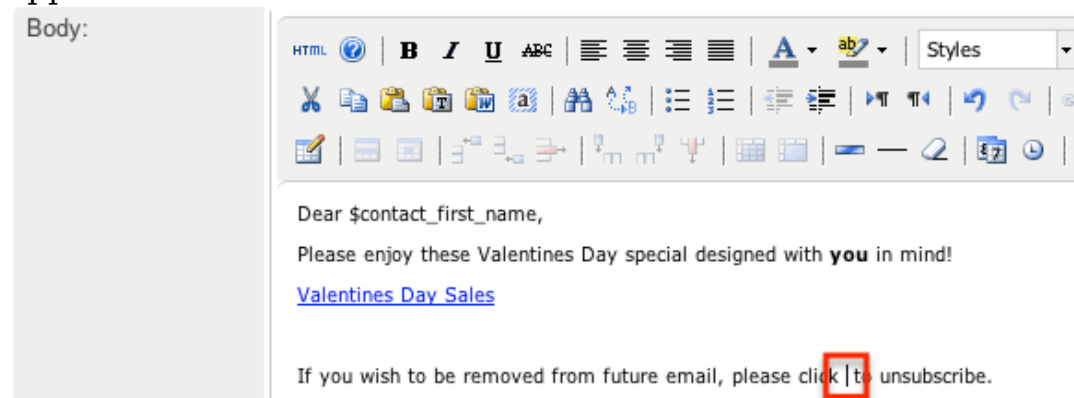 Body:
HTML B I U ABC A ab Styles
Dear $contact_first_name,
Please enjoy these Valentines Day special designed with you in mind!
Valentines Day Sales
If you wish to be removed from future email, please click to unsubscribe.